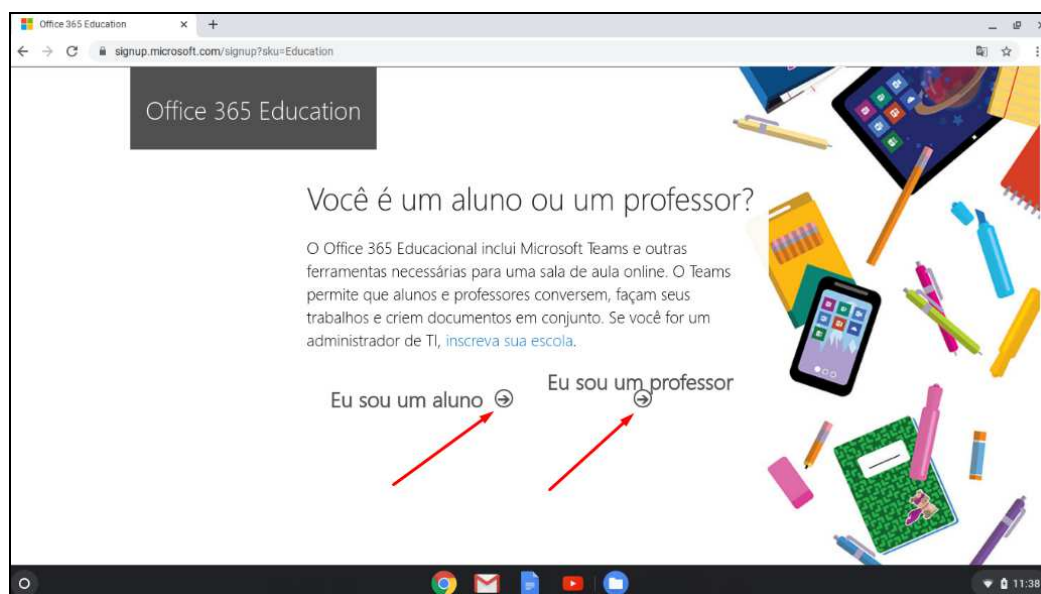 Office 365 Education
signup.microsoft.com/signup?sku=Education
Office 365 Education
Você é um aluno ou um professor?
O Office 365 Educacional inclui Microsoft Teams e outras
ferramentas necessárias para uma sala de aula online. O Teams
permite que alunos e professores conversem, façam seus
trabalhos e criem documentos em conjunto. Se você for um
administrador de TI, inscreva sua escola.
Eu sou um aluno
Eu sou um professor
11:38